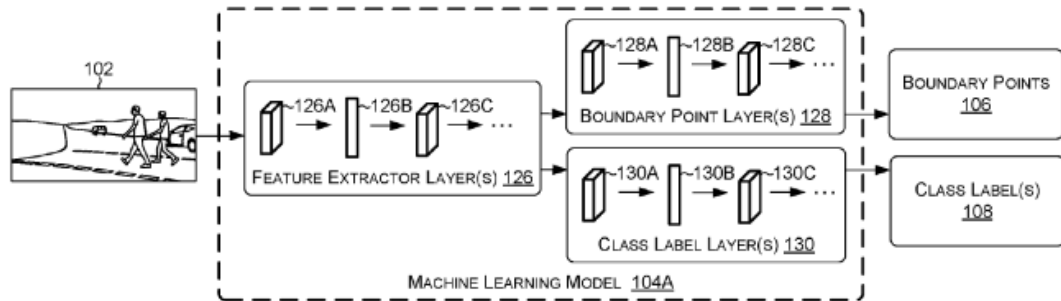 102
126A 126B 126C
...
FEATURE EXTRACTOR LAYER(S) 126
128A 128B 128C
...
BOUNDARY POINT LAYER(S) 128
130A 130B 130C
...
CLASS LABEL LAYER(S) 130
MACHINE LEARNING MODEL 104A
BOUNDARY POINTS
106
CLASS LABEL(S)
108